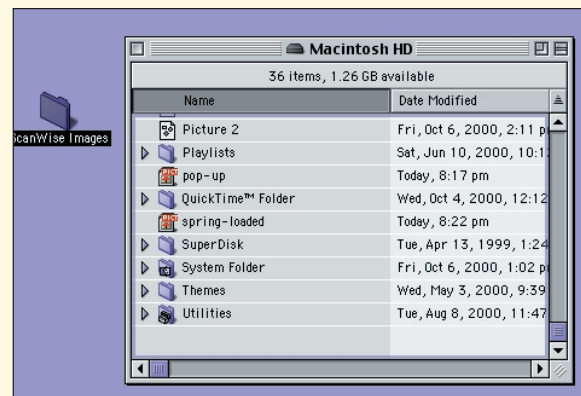 Macintosh HD
36 items, 1.26 GB available
Name Date Modified
ScanWise Images
Picture 2 Fri, Oct 6, 2000, 2:11 p
Playlists Sat, Jun 10, 2000, 10:1
pop-up Today, 8:17 pm
QuickTime™ Folder Wed, Oct 4, 2000, 12:12
spring-loaded Today, 8:22 pm
SuperDisk Tue, Apr 13, 1999, 1:24
System Folder Fri, Oct 6, 2000, 1:02 p
Themes Wed, May 3, 2000, 9:39
Utilities Tue, Aug 8, 2000, 11:47